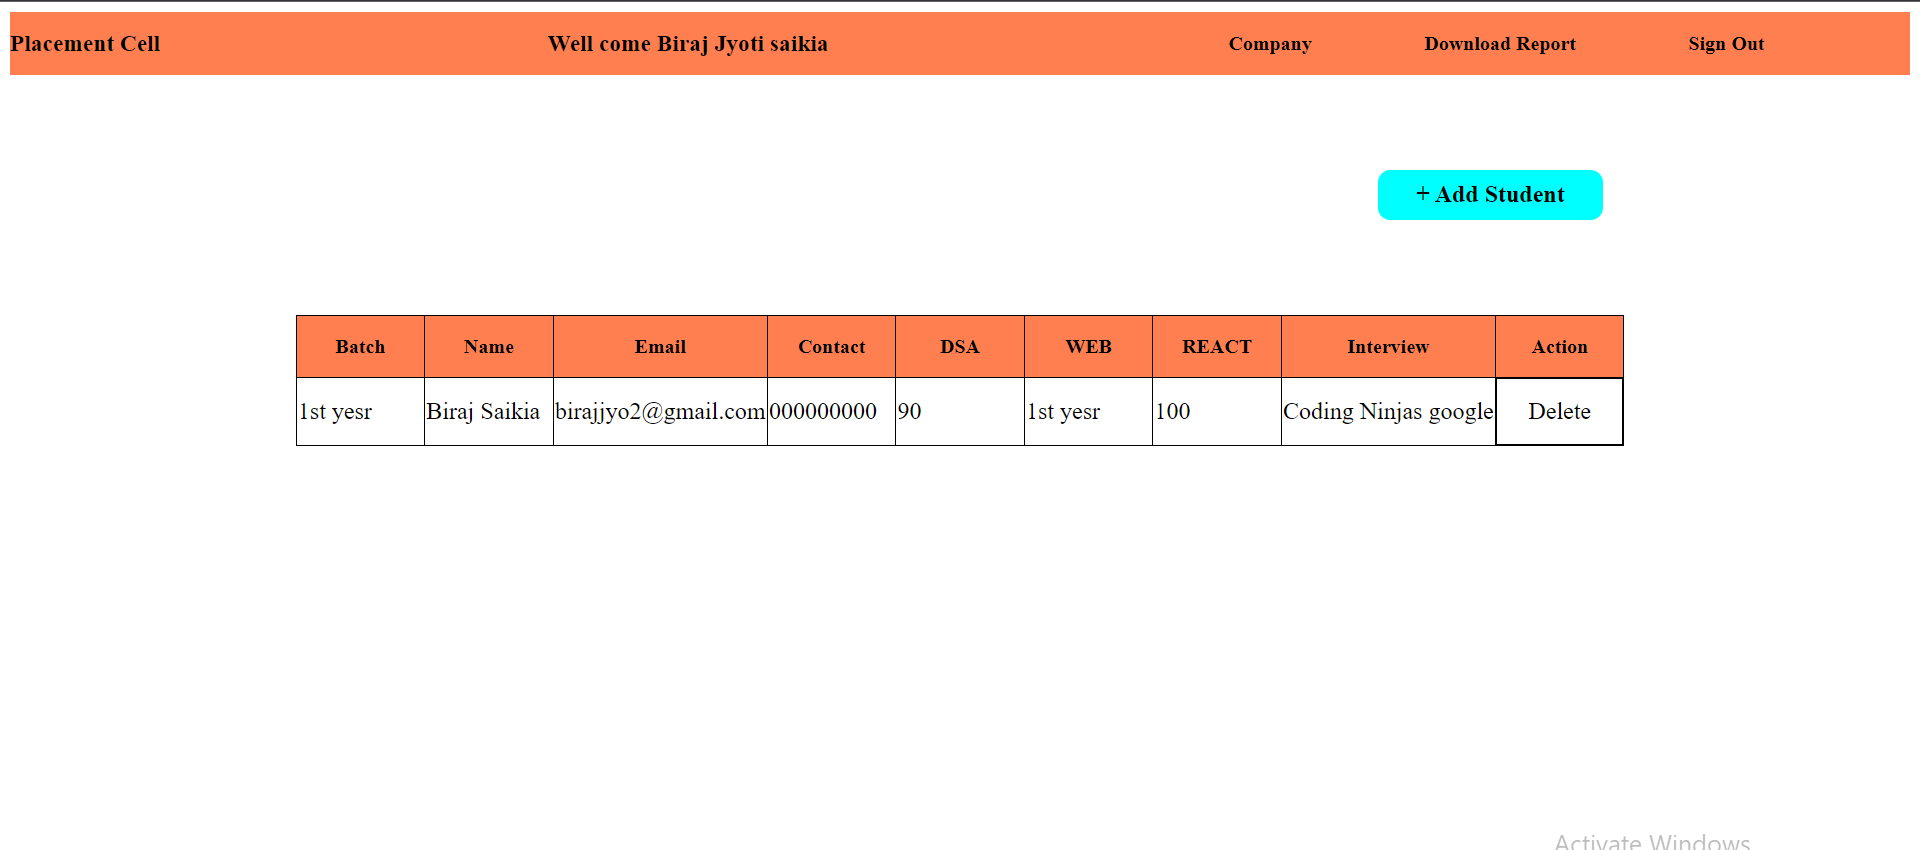 Placement Cell Well come Biraj Jyoti saikia Company Download Report Sign Out
+ Add Student
Batch Name Email Contact DSA WEB REACT Interview Action
1st yesr Biraj Saikia birajjyo2@gmail.com 000000000 90 1st yesr 100 Coding Ninjas google Delete
Activate Windows